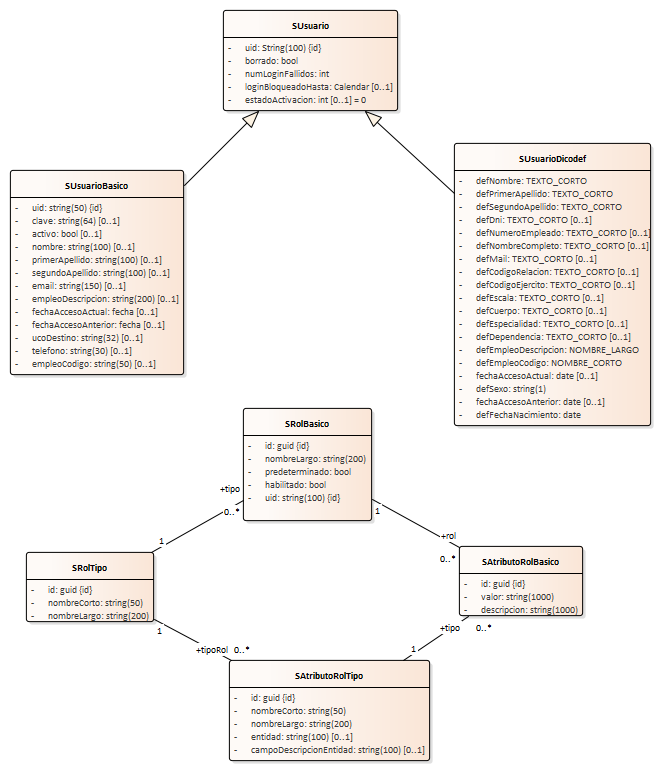 SUsuario
- uid: String(100) {id}
- borrado: bool
- numLoginFallidos: int
- loginBloqueadoHasta: Calendar [0..1]
- estadoActivacion: int [0..1] = 0
SUsuarioBasico
- uid: string(50) {id}
- clave: string(64) [0..1]
- activo: bool [0..1]
- nombre: string(100) [0..1]
- primerApellido: string(100) [0..1]
- segundoApellido: string(100) [0..1]
- email: string(150) [0..1]
- empleoDescripcion: string(200) [0..1]
- fechaAccesoActual: fecha [0..1]
- fechaAccesoAnterior: fecha [0..1]
- ucoDestino: string(32) [0..1]
- telefono: string(30) [0..1]
- empleoCodigo: string(50) [0..1]
SUsuarioDicodef
- defNombre: TEXTO_CORTO
- defPrimerApellido: TEXTO_CORTO
- defSegundoApellido: TEXTO_CORTO
- defDni: TEXTO_CORTO [0..1]
- defNumeroEmpleado: TEXTO_CORTO [0..1]
- defNombreCompleto: TEXTO_CORTO [0..1]
- defMail: TEXTO_CORTO [0..1]
- defCodigoRelacion: TEXTO_CORTO [0..1]
- defCodigoEjercito: TEXTO_CORTO [0..1]
- defEscala: TEXTO_CORTO [0..1]
- defCuerpo: TEXTO_CORTO [0..1]
- defEspecialidad: TEXTO_CORTO [0..1]
- defDependencia: TEXTO_CORTO [0..1]
- defEmpleoDescripcion: NOMBRE_LARGO
- defEmpleoCodigo: NOMBRE_CORTO
- fechaAccesoActual: date [0..1]
- defSexo: string(1)
- fechaAccesoAnterior: date [0..1]
- defFechaNacimiento: date
SRolBasico
- id: guid {id}
- nombreLargo: string(200)
- predeterminado: bool
- habilitado: bool
- uid: string(100) {id}
+tipo
0..*
1
1
+rol
0..*
SRolTipo
- id: guid {id}
- nombreCorto: string(50)
- nombreLargo: string(200)
SAtributoRolBasico
- id: guid {id}
- valor: string(1000)
- descripcion: string(1000)
1
+tipoRol 0..*
1
+tipo 0..*
SAtributoRolTipo
- id: guid {id}
- nombreCorto: string(50)
- nombreLargo: string(200)
- entidad: string(100) [0..1]
- campoDescripcionEntidad: string(100) [0..1]